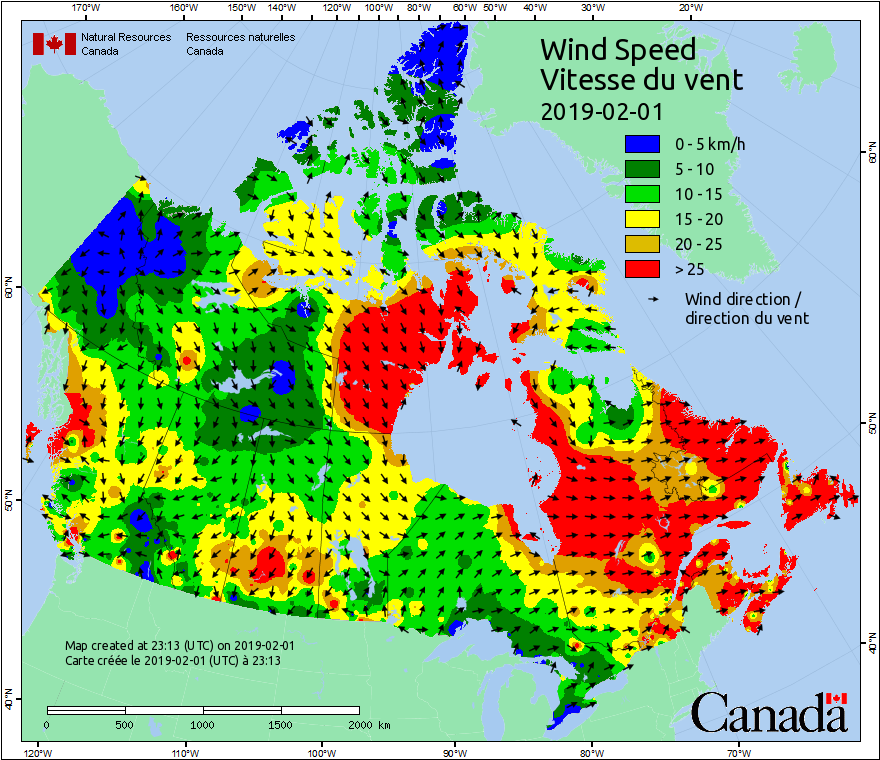 170°W 160°W 150°W 140°W 120°W 100°W 80°W 60°W 50°W 40°W 30°W 20°W
Natural Resources Ressources naturelles
Canada Canada
Wind Speed
Vitesse du vent
2019-02-01
0 - 5 km/h
5 - 10
10 - 15
15 - 20
20 - 25
> 25
Wind direction /
direction du vent
60°N
60°N
50°N
50°N
40°N
40°N
Map created at 23:13 (UTC) on 2019-02-01
Carte créée le 2019-02-01 (UTC) à 23:13
0 500 1000 1500 2000 km
Canada
120°W 110°W 100°W 90°W 80°W 70°W